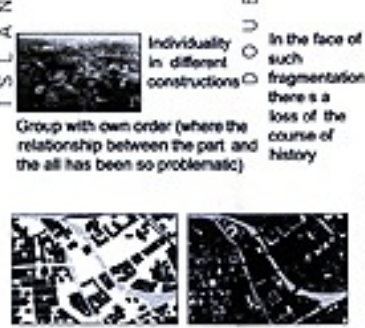 ISLAN
Individuality
in different
constructions
Group with own order (where the
relationship between the part and
the all has been so problematic)
DOUE
In the face of
such
fragmentation
there s a
loss of the
course of
history